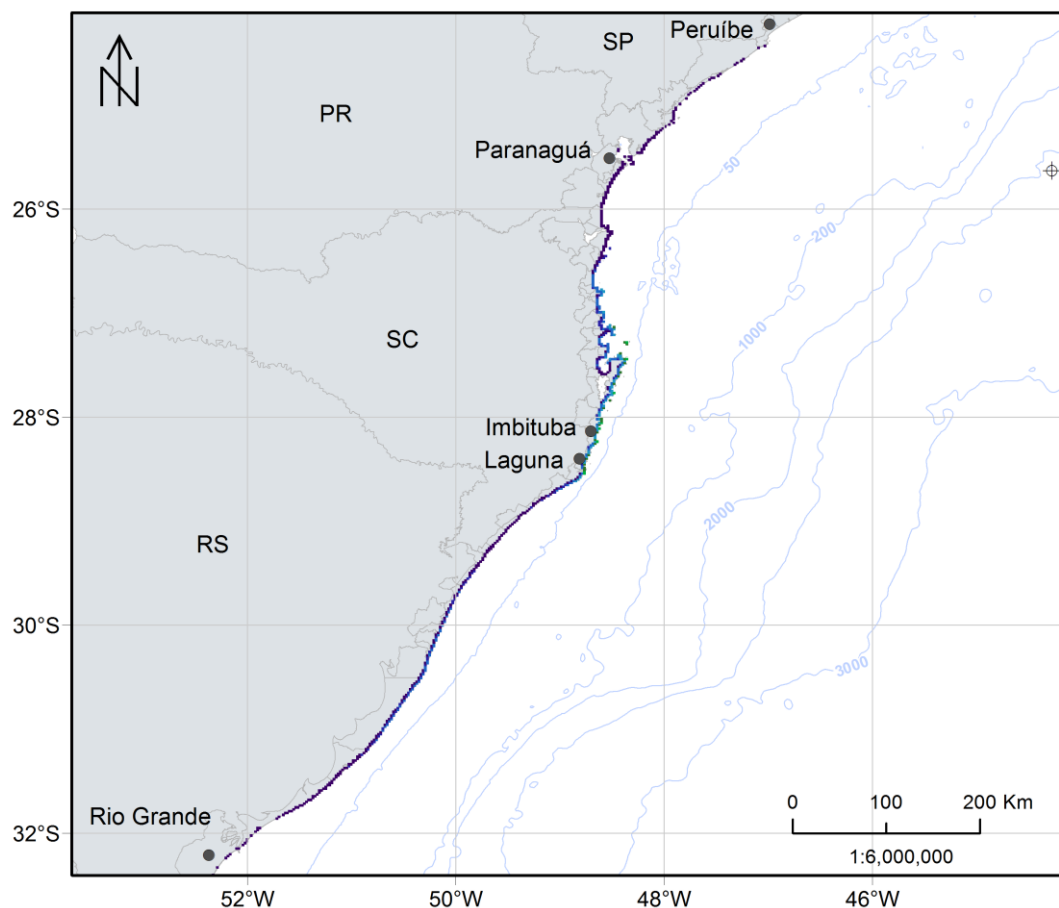 N
Peruíbe
SP
PR
Paranaguá
50
26°S
200
1000
SC
28°S
Imbituba
Laguna
2000
RS
30°S
3000
0 100 200 Km
Rio Grande
32°S
1:6,000,000
52°W 50°W 48°W 46°W